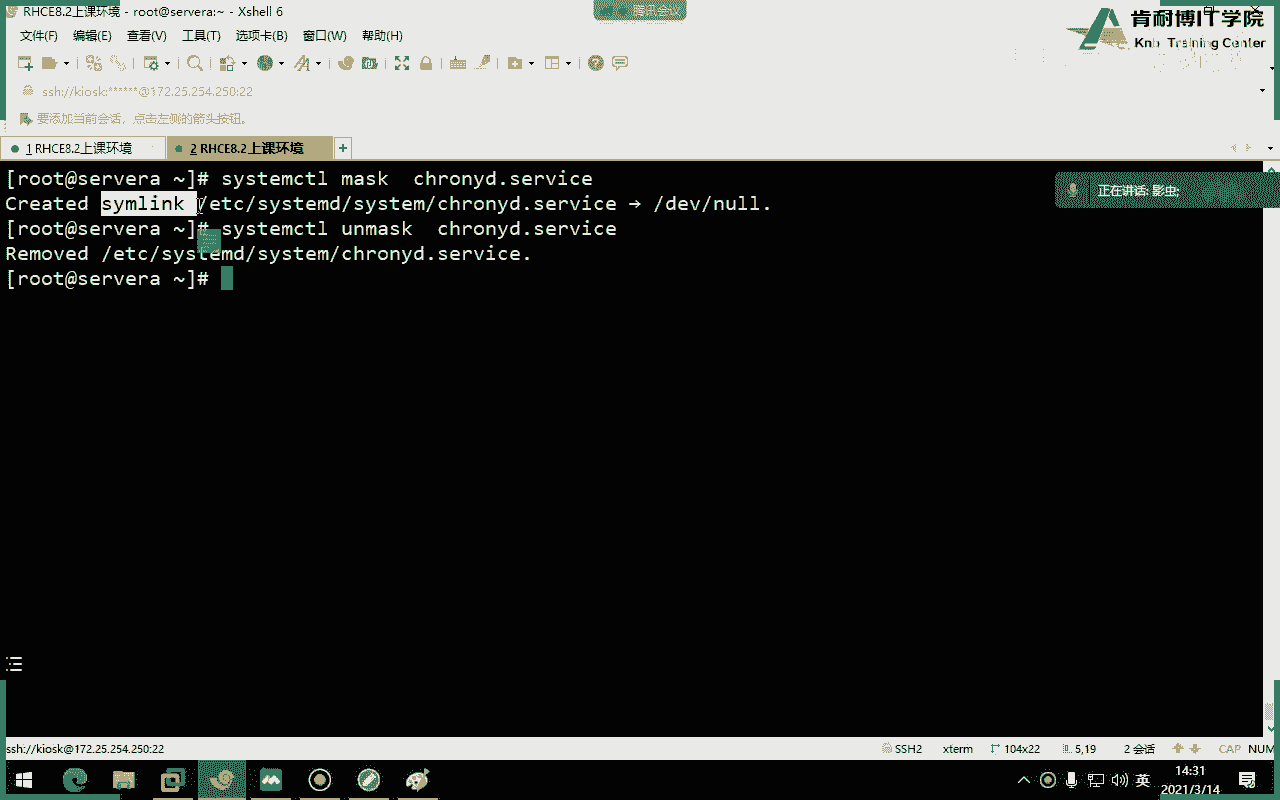 RHCE8.2上课环境 - root@servera:~ - Xshell 6
腾讯会议
肯耐博IT学院
Training Center
文件(F) 编辑(E) 查看(V) 工具(T) 选项卡(B) 窗口(W) 帮助(H)
ssh://kiosk:******@172.25.254.250:22
要添加当前会话，点击左侧的箭头按钮。
1 RHCE8.2上课环境
2 RHCE8.2上课环境
[root@servera ~]# systemctl mask  chronyd.service
正在讲话: 影虫;
Created symlink /etc/systemd/system/chronyd.service → /dev/null.
[root@servera ~]# systemctl unmask  chronyd.service
Removed /etc/systemd/system/chronyd.service.
[root@servera ~]#
ssh://kiosk@172.25.254.250:22
SSH2
xterm
104x22
5,19
2 会话
CAP NUM
英
14:31
2021/3/14